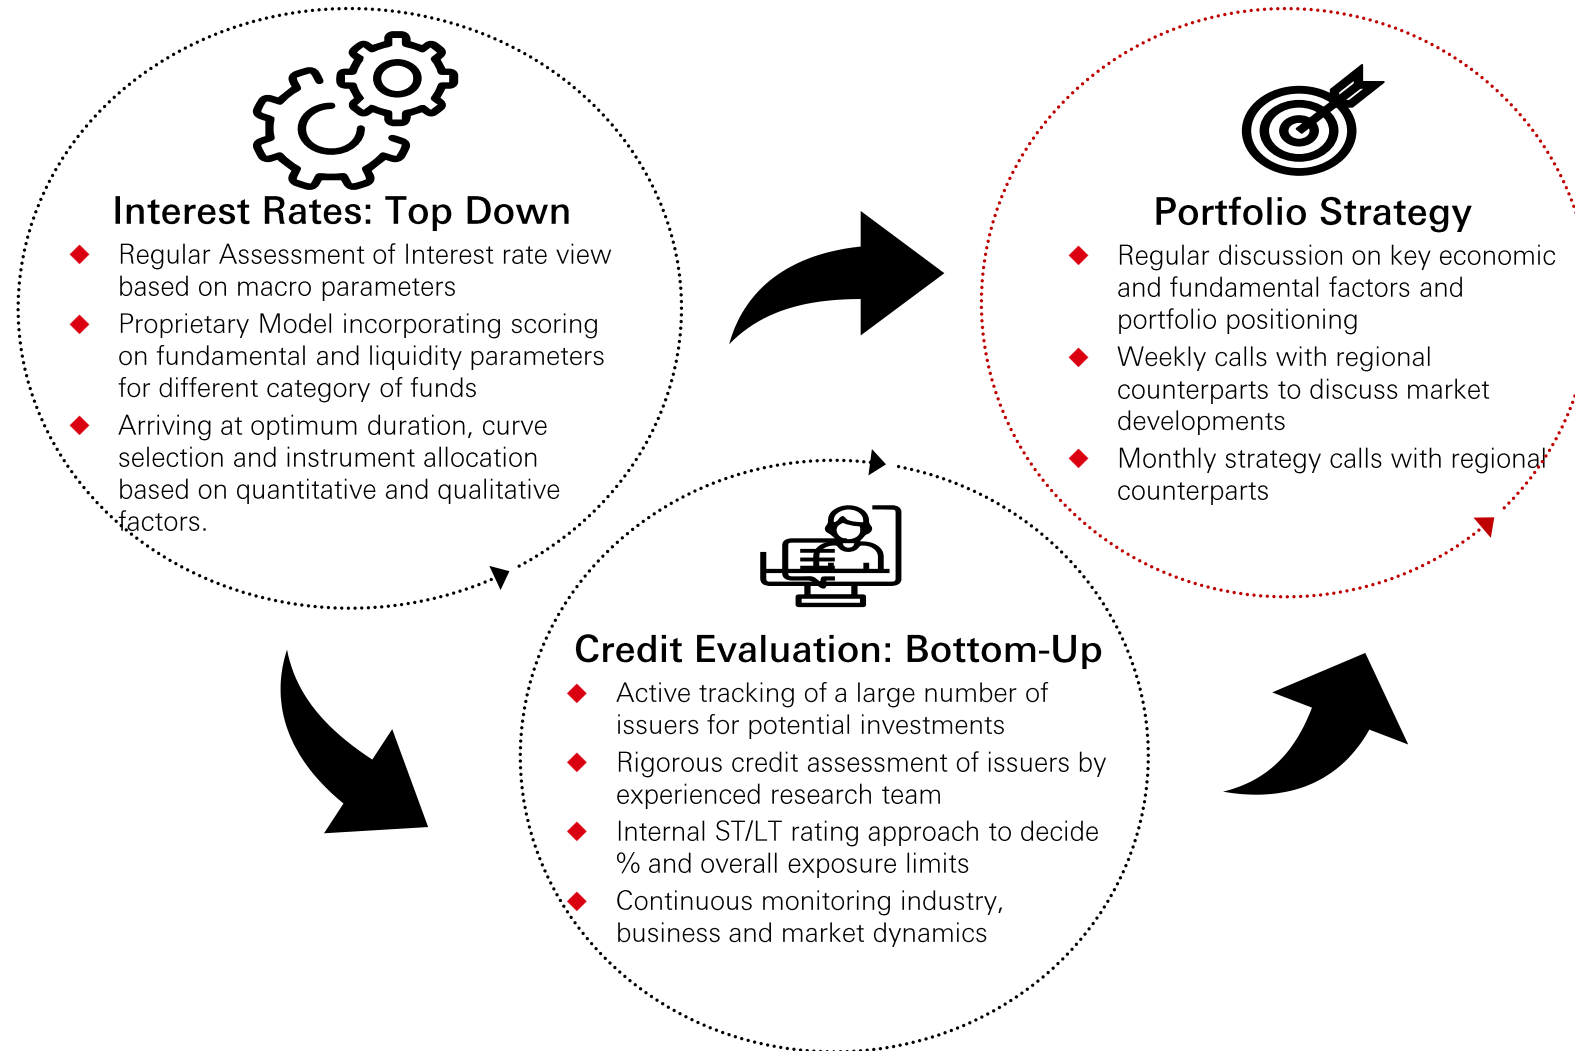 Interest Rates: Top Down
Regular Assessment of Interest rate view
based on macro parameters
Proprietary Model incorporating scoring
on fundamental and liquidity parameters
for different category of funds
Arriving at optimum duration, curve
selection and instrument allocation
based on quantitative and qualitative
factors.
Credit Evaluation: Bottom-Up
Active tracking of a large number of
issuers for potential investments
Rigorous credit assessment of issuers by
experienced research team
Internal ST/LT rating approach to decide
% and overall exposure limits
Continuous monitoring industry,
business and market dynamics
Portfolio Strategy
Regular discussion on key economic
and fundamental factors and
portfolio positioning
Weekly calls with regional
counterparts to discuss market
developments
Monthly strategy calls with regional
counterparts